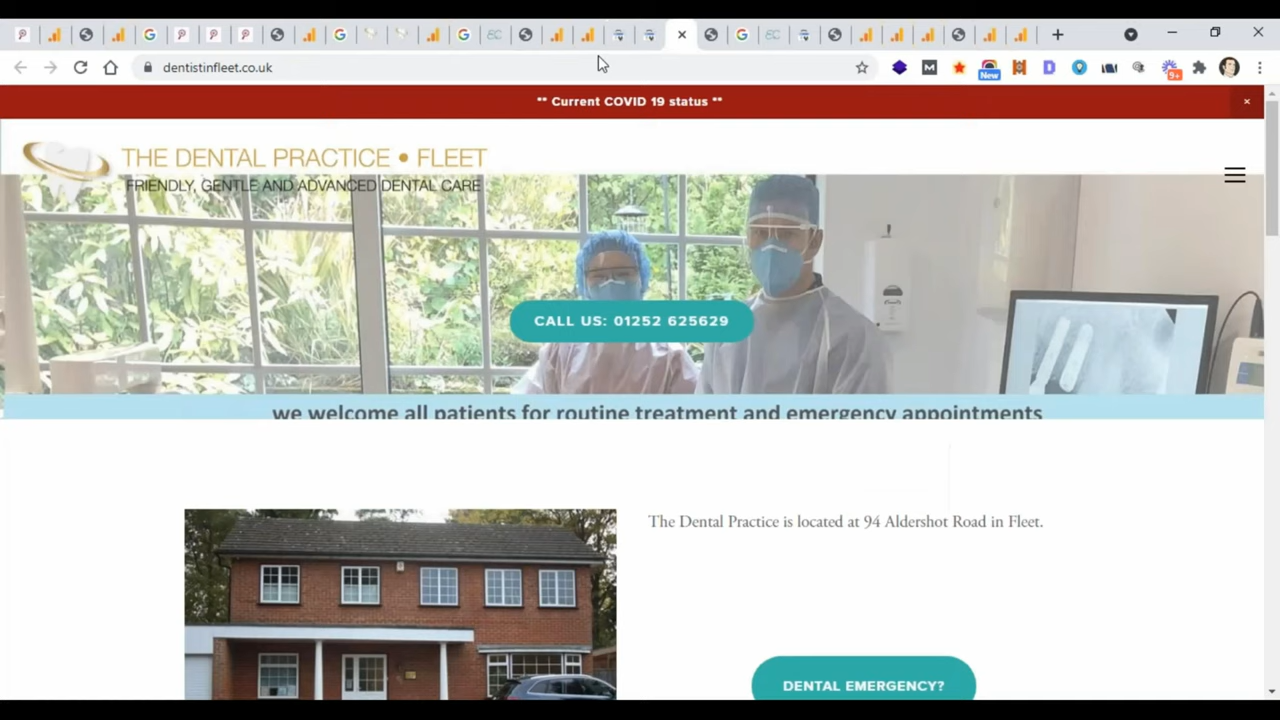 dentistinfleet.co.uk
New
9+
** Current COVID 19 status **
THE DENTAL PRACTICE • FLEET
FRIENDLY, GENTLE AND ADVANCED DENTAL CARE
CALL US: 01252 625629
we welcome all patients for routine treatment and emergency appointments
The Dental Practice is located at 94 Aldershot Road in Fleet.
DENTAL EMERGENCY?